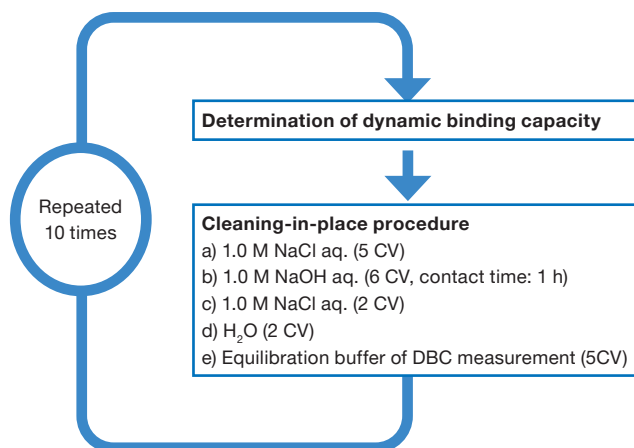 Determination of dynamic binding capacity
Repeated
10 times
Cleaning-in-place procedure
a) 1.0 M NaCl aq. (5 CV)
b) 1.0 M NaOH aq. (6 CV, contact time: 1 h)
c) 1.0 M NaCl aq. (2 CV)
d) H₂O (2 CV)
e) Equilibration buffer of DBC measurement (5CV)